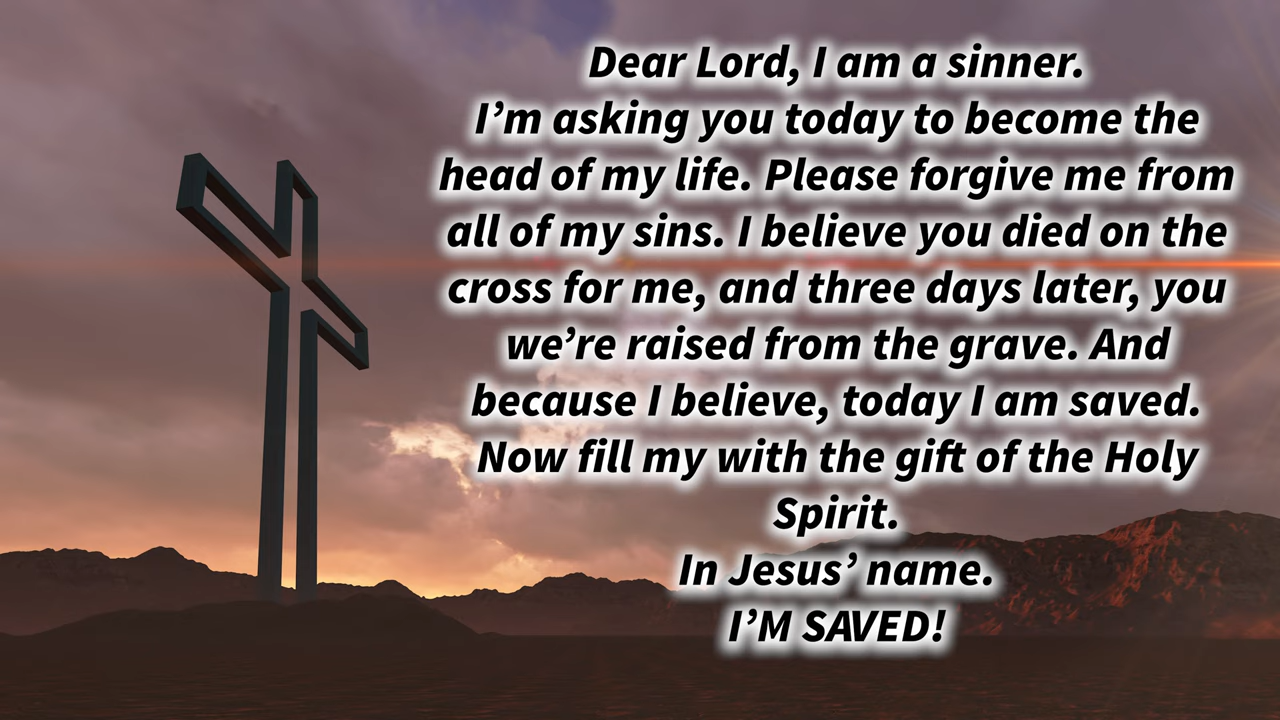 Dear Lord, I am a sinner.
I’m asking you today to become the
head of my life. Please forgive me from
all of my sins. I believe you died on the
cross for me, and three days later, you
we’re raised from the grave. And
because I believe, today I am saved.
Now fill my with the gift of the Holy
Spirit.
In Jesus’ name.
I’M SAVED!